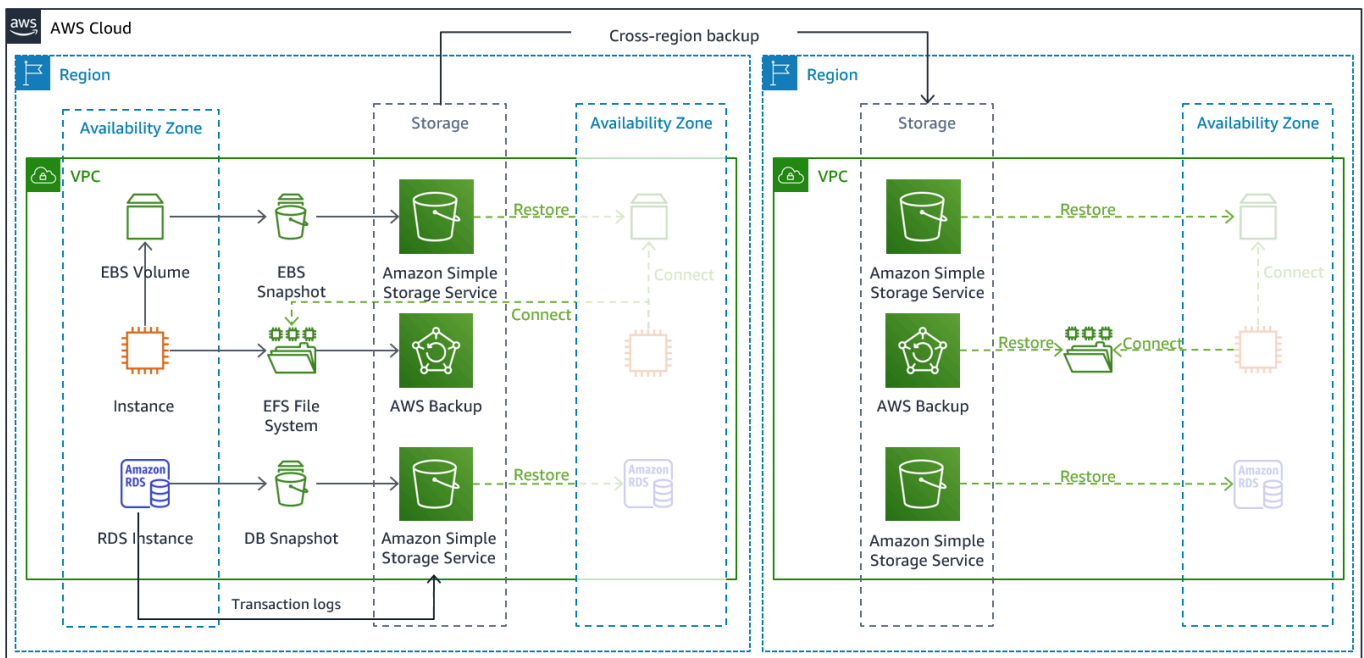 aws
AWS Cloud
Cross-region backup
Region
Region
Availability Zone
Storage
Availability Zone
Storage
Availability Zone
VPC
VPC
Restore
Restore
EBS Volume
EBS
Snapshot
Amazon Simple
Storage Service
Connect
Amazon Simple
Storage Service
Connect
Connect
Restore
Connect
Instance
EFS File
System
AWS Backup
AWS Backup
Amazon
RDS
Restore
Amazon
RDS
Restore
Amazon
RDS
RDS Instance
DB Snapshot
Amazon Simple
Storage Service
Amazon Simple
Storage Service
Transaction logs